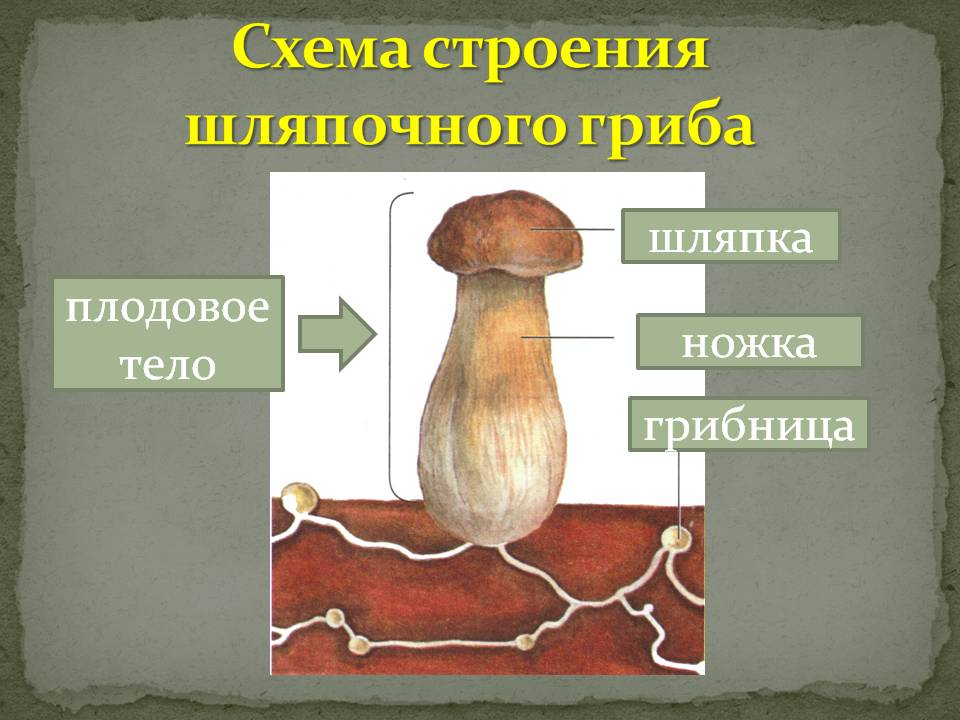 Схема строения
шляпочного гриба
шляпка
плодовое
тело
ножка
грибница